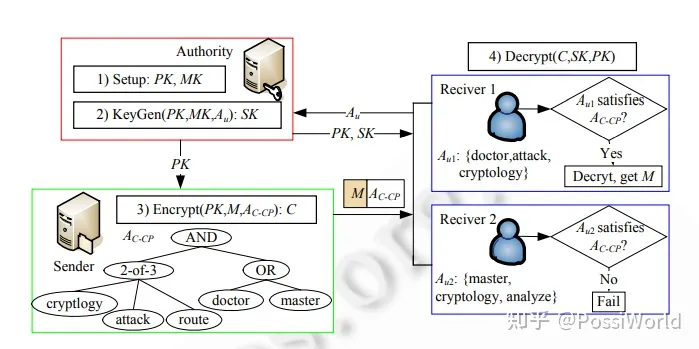 Authority
1) Setup: PK, MK
2) KeyGen(PK,MK,Au): SK
Au
PK, SK
PK
3) Encrypt(PK,M,AC-CP): C
M AC-CP
Sender
AC-CP
AND
2-of-3
OR
cryptlogy
attack
route
doctor
master
4) Decrypt(C,SK,PK)
Reciver 1
Au1: {doctor,attack,
cryptology}
Au1 satisfies
AC-CP?
Yes
Decryt, get M
Reciver 2
Au2: {master,
cryptology, analyze}
Au2 satisfies
AC-CP?
No
Fail
知乎 @PossiWorld